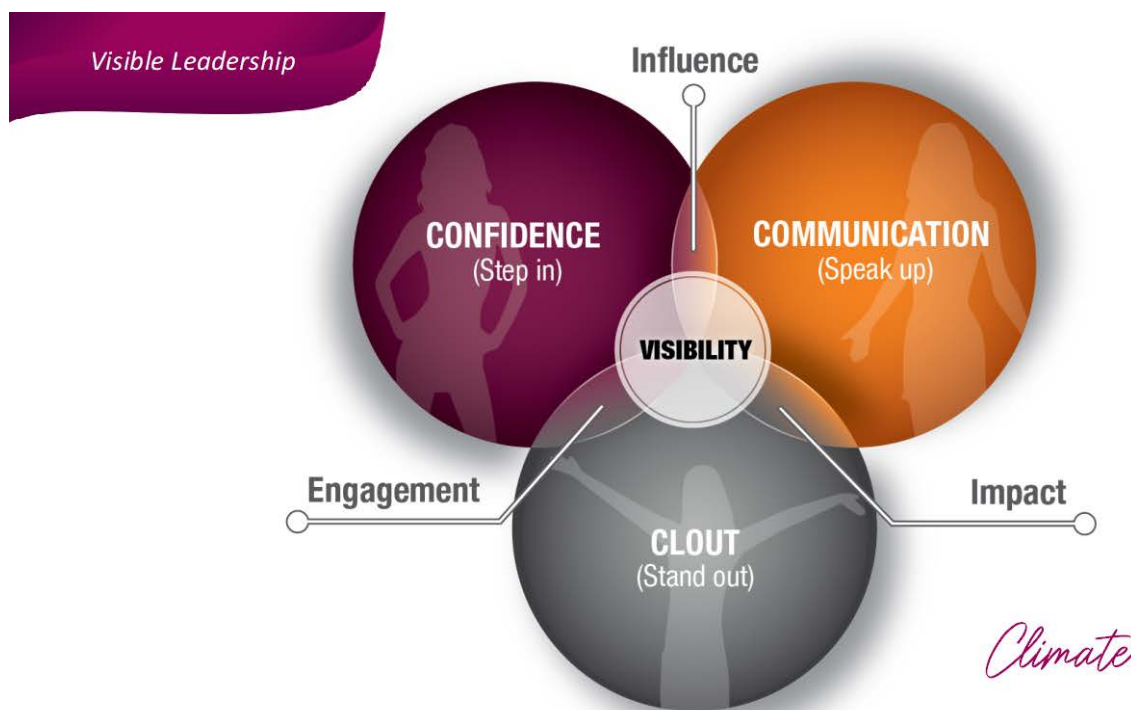 Visible Leadership
Influence
CONFIDENCE
(Step in)
COMMUNICATION
(Speak up)
VISIBILITY
Engagement
Impact
CLOUT
(Stand out)
Climate